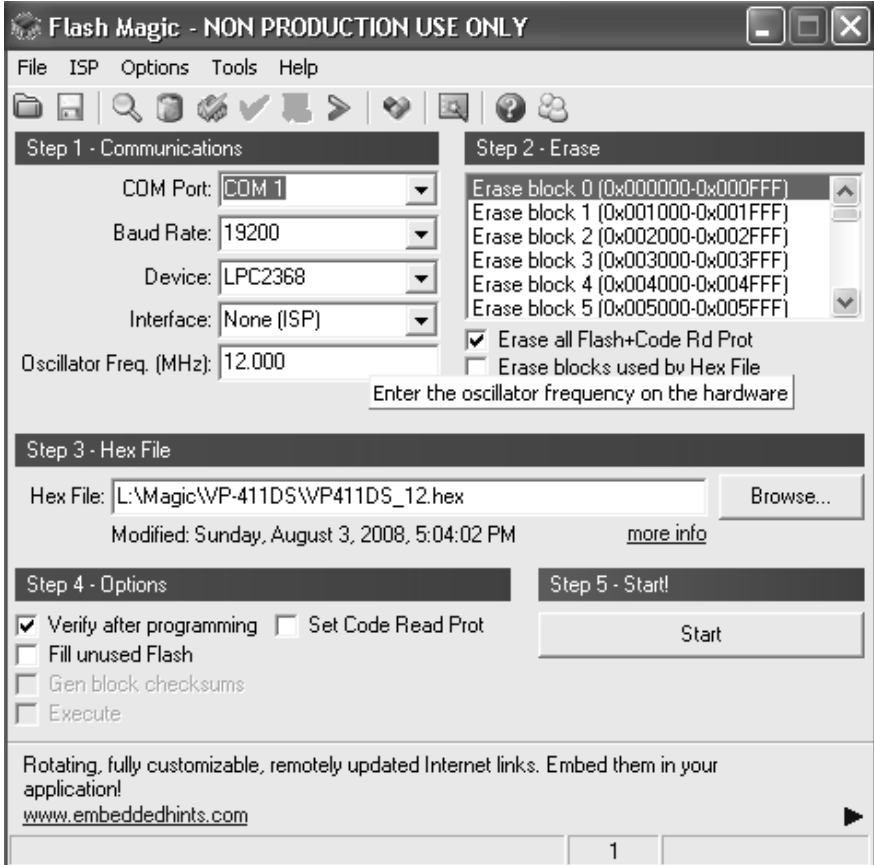 Flash Magic - NON PRODUCTION USE ONLY
File ISP Options Tools Help
Step 1 - Communications
COM Port: COM 1
Baud Rate: 19200
Device: LPC2368
Interface: None (ISP)
Oscillator Freq. (MHz): 12.000
Step 2 - Erase
Erase block 0 (0x000000-0x000FFF)
Erase block 1 (0x001000-0x001FFF)
Erase block 2 (0x002000-0x002FFF)
Erase block 3 (0x003000-0x003FFF)
Erase block 4 (0x004000-0x004FFF)
Erase block 5 (0x005000-0x005FFF)
Erase all Flash+Code Rd Prot
Erase blocks used by Hex File
Enter the oscillator frequency on the hardware
Step 3 - Hex File
Hex File: L:\Magic\VP-411DS\VP411DS_12.hex Browse...
Modified: Sunday, August 3, 2008, 5:04:02 PM more info
Step 4 - Options
Verify after programming Set Code Read Prot
Fill unused Flash
Gen block checksums
Execute
Step 5 - Start!
Start
Rotating, fully customizable, remotely updated Internet links. Embed them in your
application!
www.embeddedhints.com
1